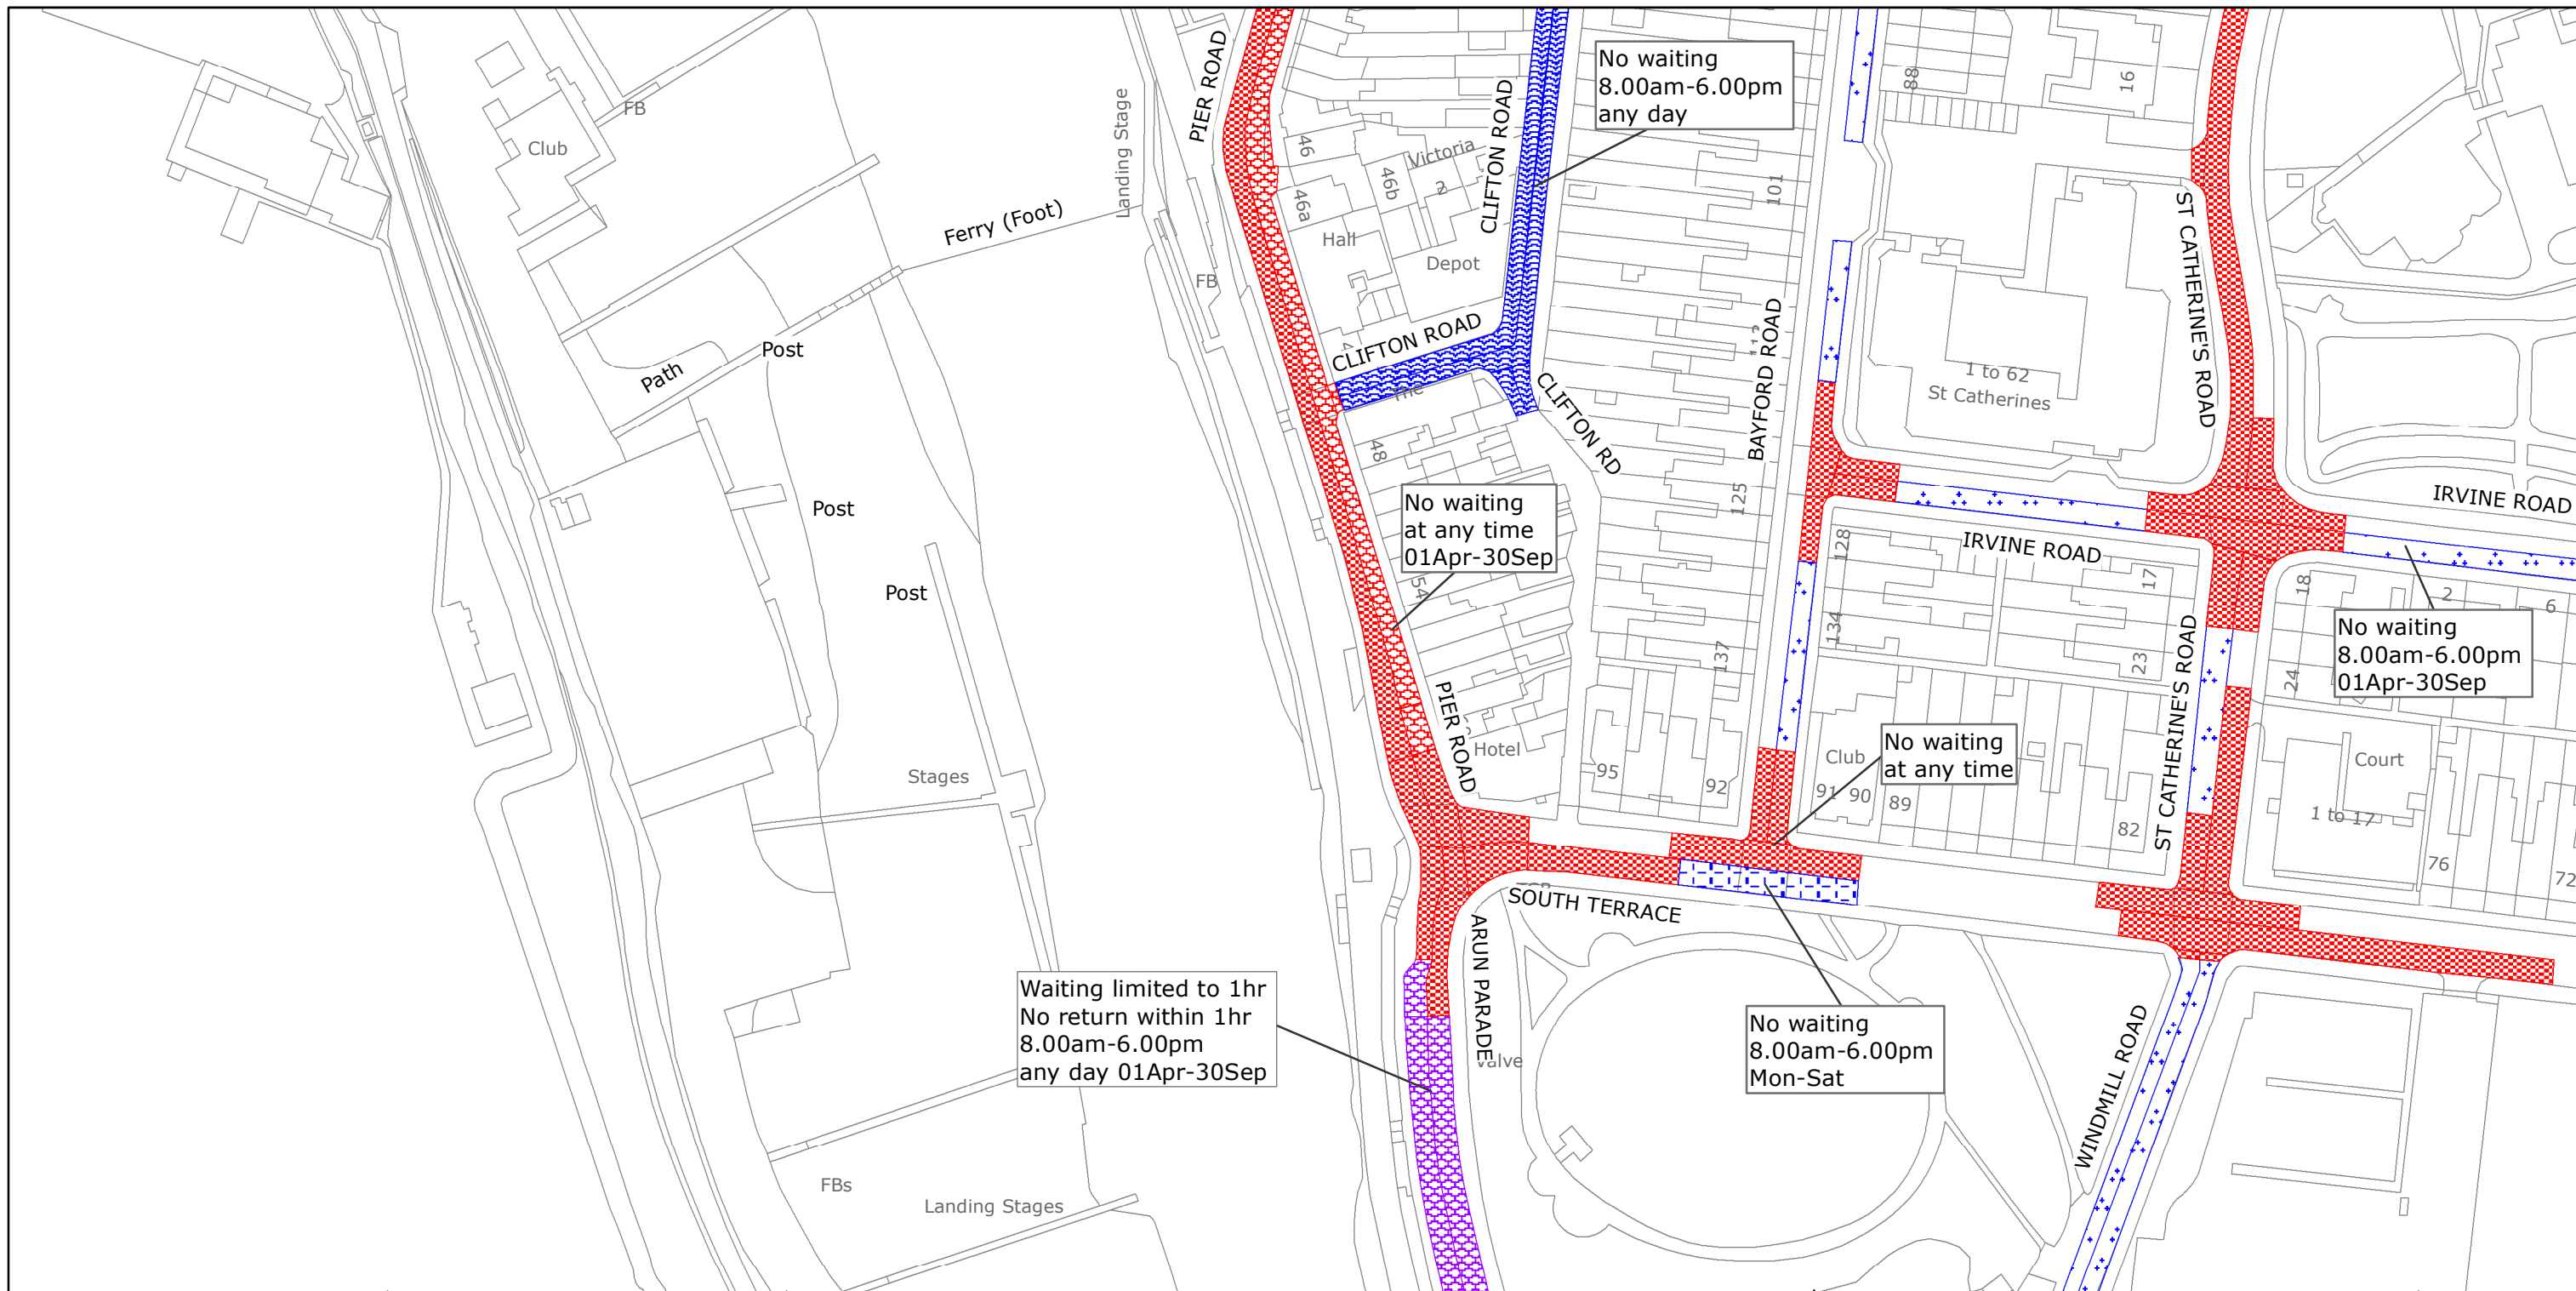 PIER ROAD
CLIFTON ROAD
No waiting
8.00am-6.00pm
any day
88
16
FB
Club
Landing Stage
46
46a
46b
Victoria
2
101
Hall
Depot
Ferry (Foot)
FB
ST CATHERINE'S ROAD
CLIFTON ROAD
BAYFORD ROAD
Post
Path
The
1 to 62
St Catherines
CLIFTON RD
48
125
No waiting
at any time
01Apr-30Sep
IRVINE ROAD
Post
128
IRVINE ROAD
54
17
18
2
6
Post
134
137
23
24
No waiting
8.00am-6.00pm
01Apr-30Sep
ST CATHERINE'S ROAD
PIER ROAD
Hotel
No waiting
at any time
Club
Court
95
92
91
90
89
82
1 to 17
76
72
Stages
SOUTH TERRACE
ARUN PARADE
Waiting limited to 1hr
No return within 1hr
8.00am-6.00pm
any day 01Apr-30Sep
No waiting
8.00am-6.00pm
Mon-Sat
Valve
WINDMILL ROAD
FBs
Landing Stages